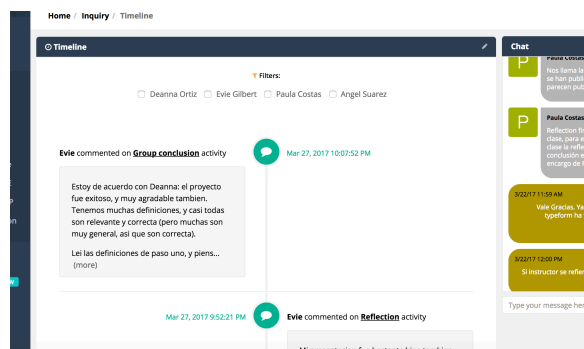 Home / Inquiry / Timeline
Timeline
Filters:
Deanna Ortiz Evie Gilbert Paula Costas Angel Suarez
Evie commented on Group conclusion activity
Mar 27, 2017 10:07:52 PM
Estoy de acuerdo con Deanna: el proyecto
fue exitoso, y muy agradable tambien.
Tenemos muchas definiciones, y casi todas
son relevante y correcta (pero muchas son
muy general, asi que son correcta).
Lei las definiciones de paso uno, y piens...
(more)
Mar 27, 2017 9:52:21 PM
Evie commented on Reflection activity
Chat
P
Paula Costas
Nos llama la
se han publi
parecen pub
P
Paula Costas
Reflection fi
clase, para e
clase la refle
conclusión e
encargo de
3/22/17 11:59 AM
Vale Gracias. Ya
typeform ha
3/22/17 12:00 PM
Si instructor se refier
Type your message her